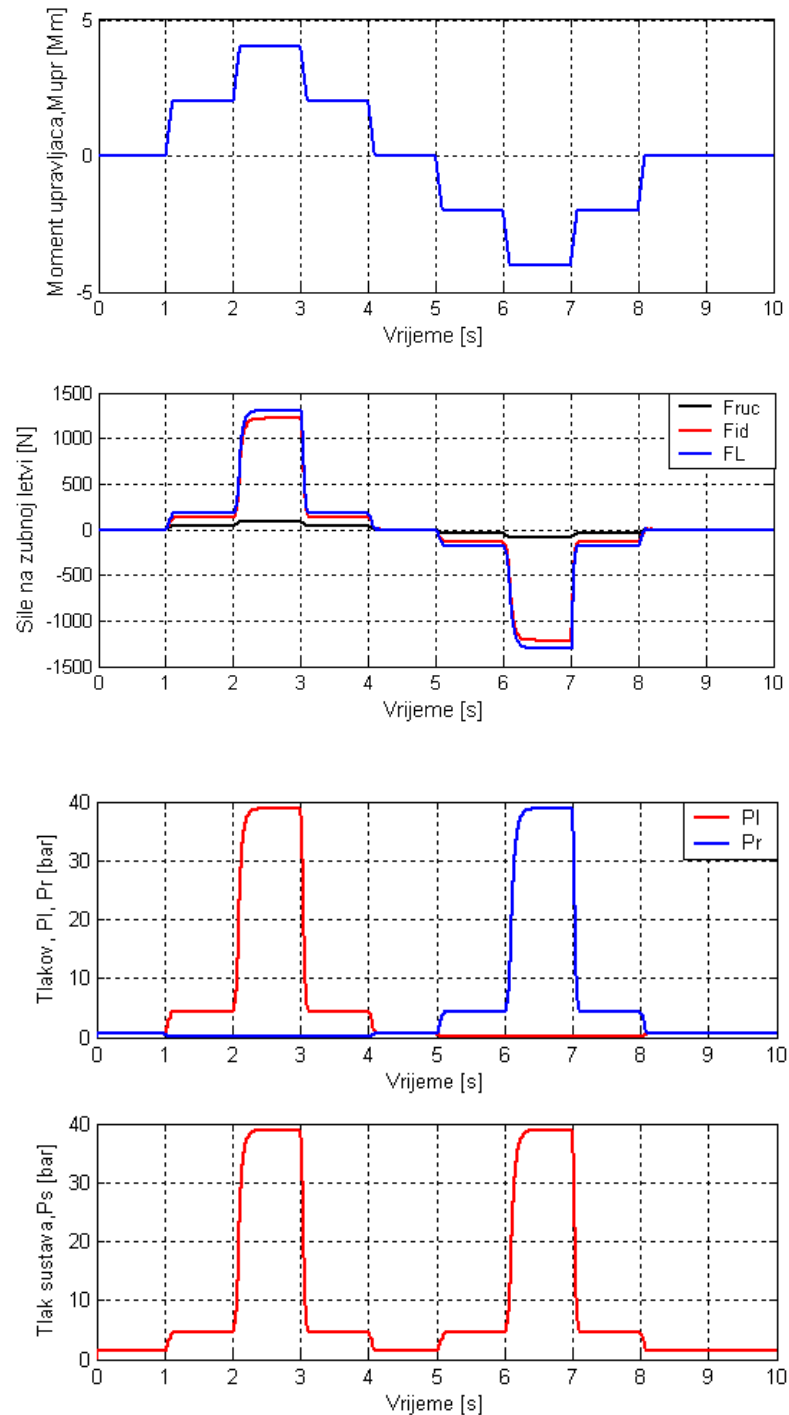 Moment upravljaca,Mupr [Mm]
5
0
-5
0 1 2 3 4 5 6 7 8 9 10
Vrijeme [s]
Sile na zubnoj letvi [N]
1500
1000
500
0
-500
-1000
-1500
Fruc
Fid
FL
0 1 2 3 4 5 6 7 8 9 10
Vrijeme [s]
Tlakov, Pl, Pr [bar]
40
30
20
10
0
Pl
Pr
0 1 2 3 4 5 6 7 8 9 10
Vrijeme [s]
Tlak sustava,Ps [bar]
40
30
20
10
0
0 1 2 3 4 5 6 7 8 9 10
Vrijeme [s]